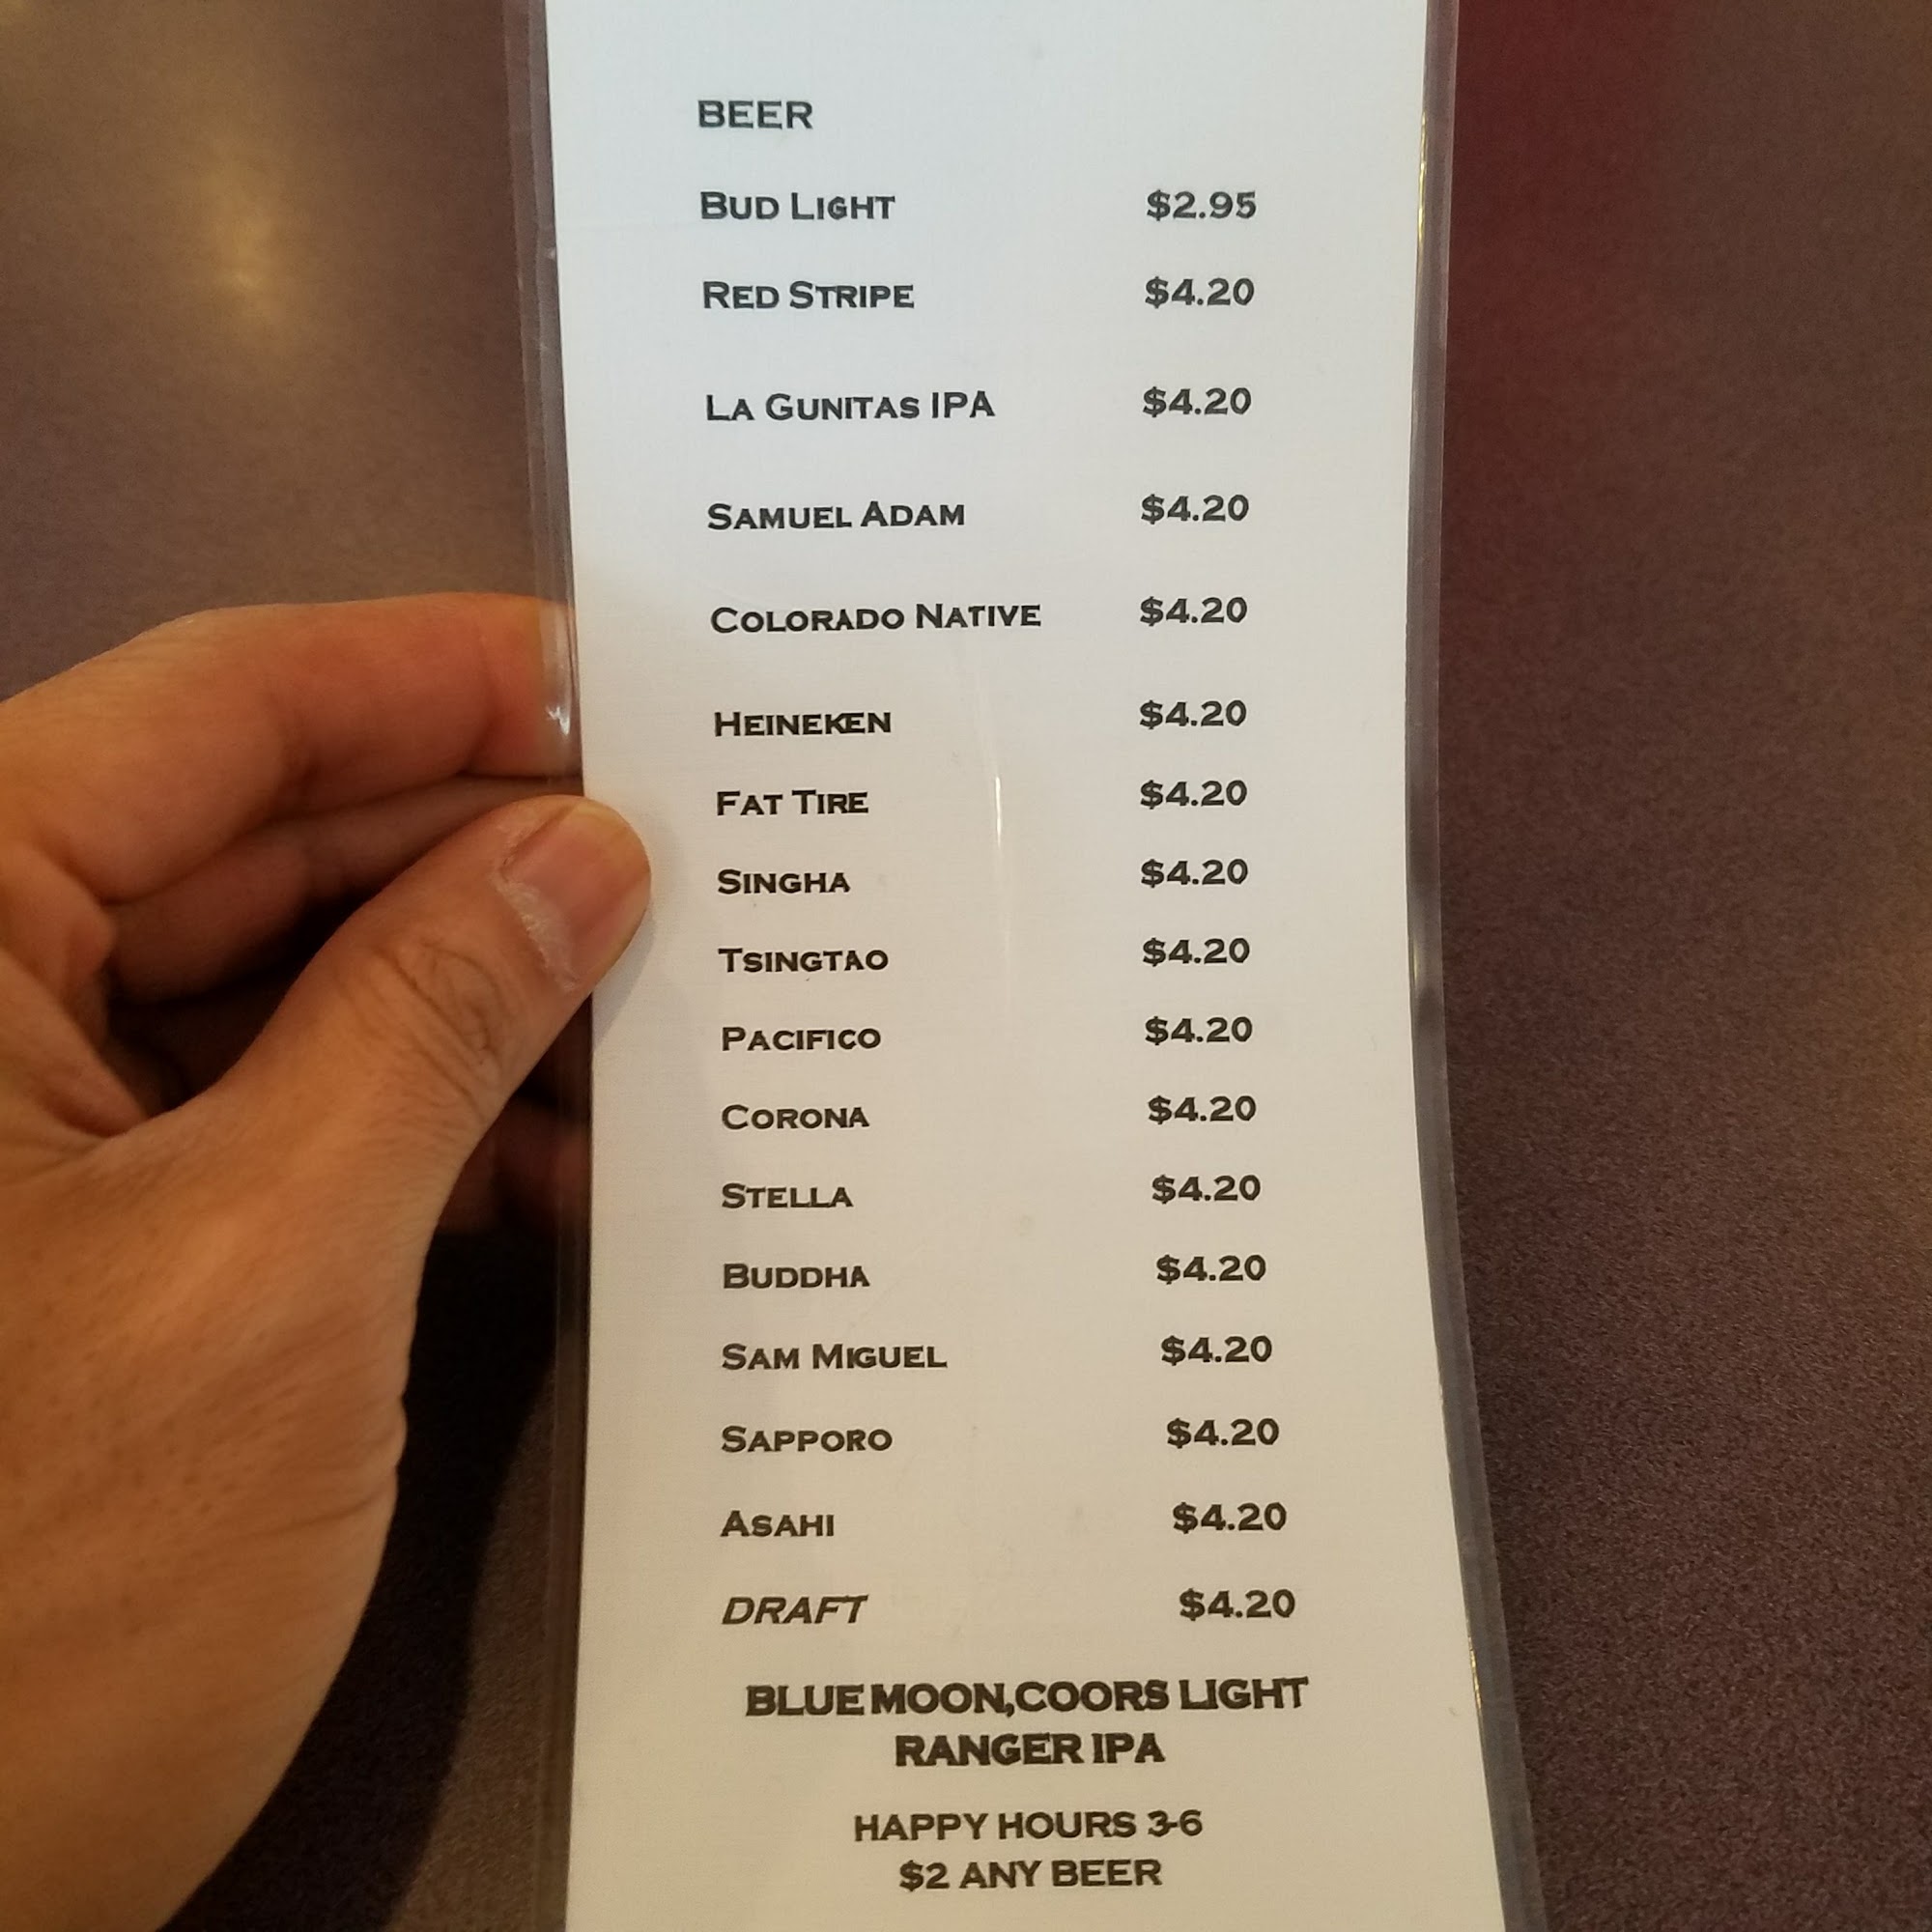 BEER
BUD LIGHT $2.95
RED STRIPE $4.20
LA GUNITAS IPA $4.20
SAMUEL ADAM $4.20
COLORADO NATIVE $4.20
HEINEKEN $4.20
FAT TIRE $4.20
SINGHA $4.20
TSINGTAO $4.20
PACIFICO $4.20
CORONA $4.20
STELLA $4.20
BUDDHA $4.20
SAM MIGUEL $4.20
SAPPORO $4.20
ASAHI $4.20
DRAFT $4.20
BLUE MOON,COORS LIGHT
RANGER IPA
HAPPY HOURS 3-6
$2 ANY BEER